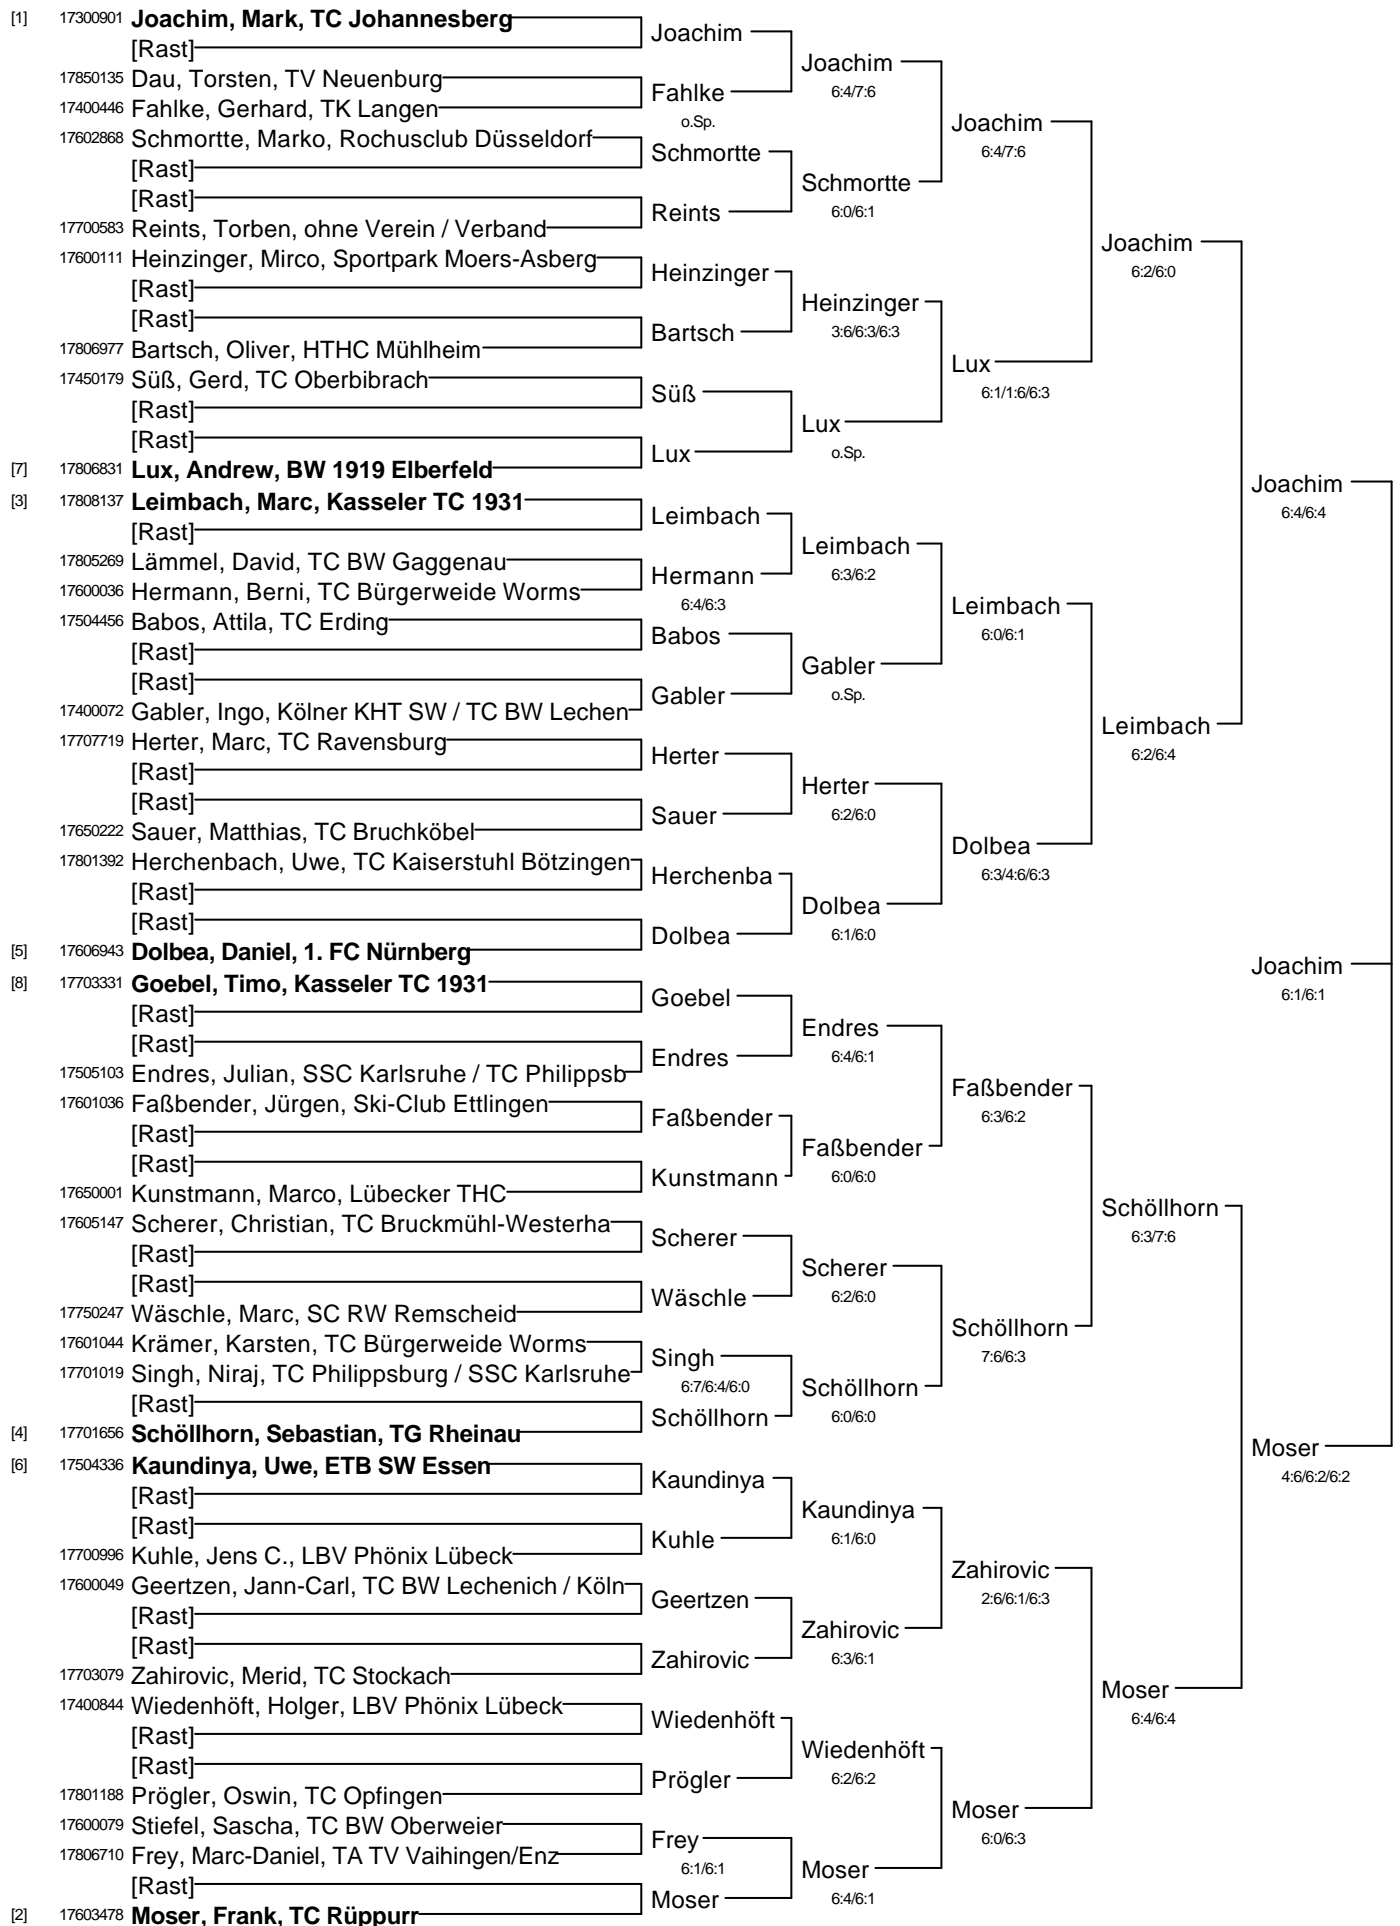 [1] 17300901 Joachim, Mark, TC Johannesberg
[Rast]
17850135 Dau, Torsten, TV Neuenburg
17400446 Fahlke, Gerhard, TK Langen
17602868 Schmortte, Marko, Rochusclub Düsseldorf
[Rast]
[Rast]
17700583 Reints, Torben, ohne Verein / Verband
17600111 Heinzinger, Mirco, Sportpark Moers-Asberg
[Rast]
[Rast]
17806977 Bartsch, Oliver, HTHC Mühlheim
17450179 Süß, Gerd, TC Oberbibrach
[Rast]
[Rast]
[7] 17806831 Lux, Andrew, BW 1919 Elberfeld
[3] 17808137 Leimbach, Marc, Kasseler TC 1931
[Rast]
17805269 Lämmel, David, TC BW Gaggenau
17600036 Hermann, Berni, TC Bürgerweide Worms
17504456 Babos, Attila, TC Erding
[Rast]
[Rast]
17400072 Gabler, Ingo, Kölner KHT SW / TC BW Lechen
17707719 Herter, Marc, TC Ravensburg
[Rast]
[Rast]
17650222 Sauer, Matthias, TC Bruchköbel
17801392 Herchenbach, Uwe, TC Kaiserstuhl Bötzingen
[Rast]
[Rast]
[5] 17606943 Dolbea, Daniel, 1. FC Nürnberg
[8] 17703331 Goebel, Timo, Kasseler TC 1931
[Rast]
[Rast]
17505103 Endres, Julian, SSC Karlsruhe / TC Philippsb
17601036 Faßbender, Jürgen, Ski-Club Ettlingen
[Rast]
[Rast]
17650001 Kunstmann, Marco, Lübecker THC
17605147 Scherer, Christian, TC Bruckmühl-Westerha
[Rast]
[Rast]
17750247 Wäschle, Marc, SC RW Remscheid
17601044 Krämer, Karsten, TC Bürgerweide Worms
17701019 Singh, Niraj, TC Philippsburg / SSC Karlsruhe
[Rast]
[4] 17701656 Schöllhorn, Sebastian, TG Rheinau
[6] 17504336 Kaundinya, Uwe, ETB SW Essen
[Rast]
[Rast]
17700996 Kuhle, Jens C., LBV Phönix Lübeck
17600049 Geertzen, Jann-Carl, TC BW Lechenich / Köln
[Rast]
[Rast]
17703079 Zahirovic, Merid, TC Stockach
17400844 Wiedenhöft, Holger, LBV Phönix Lübeck
[Rast]
[Rast]
17801188 Prögler, Oswin, TC Opfingen
17600079 Stiefel, Sascha, TC BW Oberweier
17806710 Frey, Marc-Daniel, TA TV Vaihingen/Enz
[Rast]
[2] 17603478 Moser, Frank, TC Rüppurr
Joachim
Fahlke
o.Sp.
Schmortte
Reints
Heinzinger
Bartsch
Süß
Lux
Leimbach
Hermann
6:4/6:3
Babos
Gabler
Herter
Sauer
Herchenba
Dolbea
Goebel
Endres
Faßbender
Kunstmann
Scherer
Wäschle
Singh
6:7/6:4/6:0
Schöllhorn
Kaundinya
Kuhle
Geertzen
Zahirovic
Wiedenhöft
Prögler
Frey
6:1/6:1
Moser
Joachim
6:4/7:6
Schmortte
6:0/6:1
Heinzinger
3:6/6:3/6:3
Lux
o.Sp.
Leimbach
6:3/6:2
Gabler
o.Sp.
Herter
6:2/6:0
Dolbea
6:1/6:0
Endres
6:4/6:1
Faßbender
6:0/6:0
Scherer
6:2/6:0
Schöllhorn
6:0/6:0
Kaundinya
6:1/6:0
Zahirovic
6:3/6:1
Wiedenhöft
6:2/6:2
Moser
6:4/6:1
Joachim
6:4/7:6
Lux
6:1/1:6/6:3
Leimbach
6:0/6:1
Dolbea
6:3/4:6/6:3
Faßbender
6:3/6:2
Schöllhorn
7:6/6:3
Zahirovic
2:6/6:1/6:3
Moser
6:0/6:3
Joachim
6:2/6:0
Leimbach
6:2/6:4
Schöllhorn
6:3/7:6
Moser
6:4/6:4
Joachim
6:4/6:4
Joachim
6:1/6:1
Moser
4:6/6:2/6:2